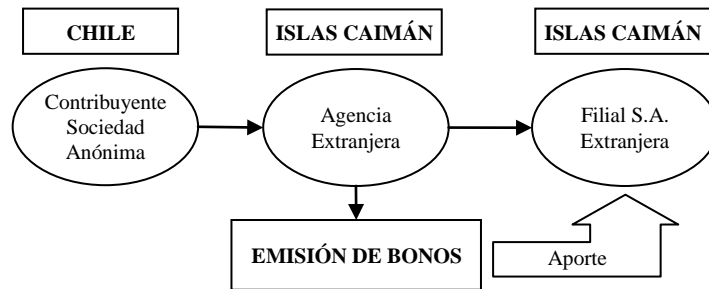 CHILE
ISLAS CAIMÁN
ISLAS CAIMÁN
Contribuyente
Sociedad
Anónima
Agencia
Extranjera
Filial S.A.
Extranjera
EMISIÓN DE BONOS
Aporte